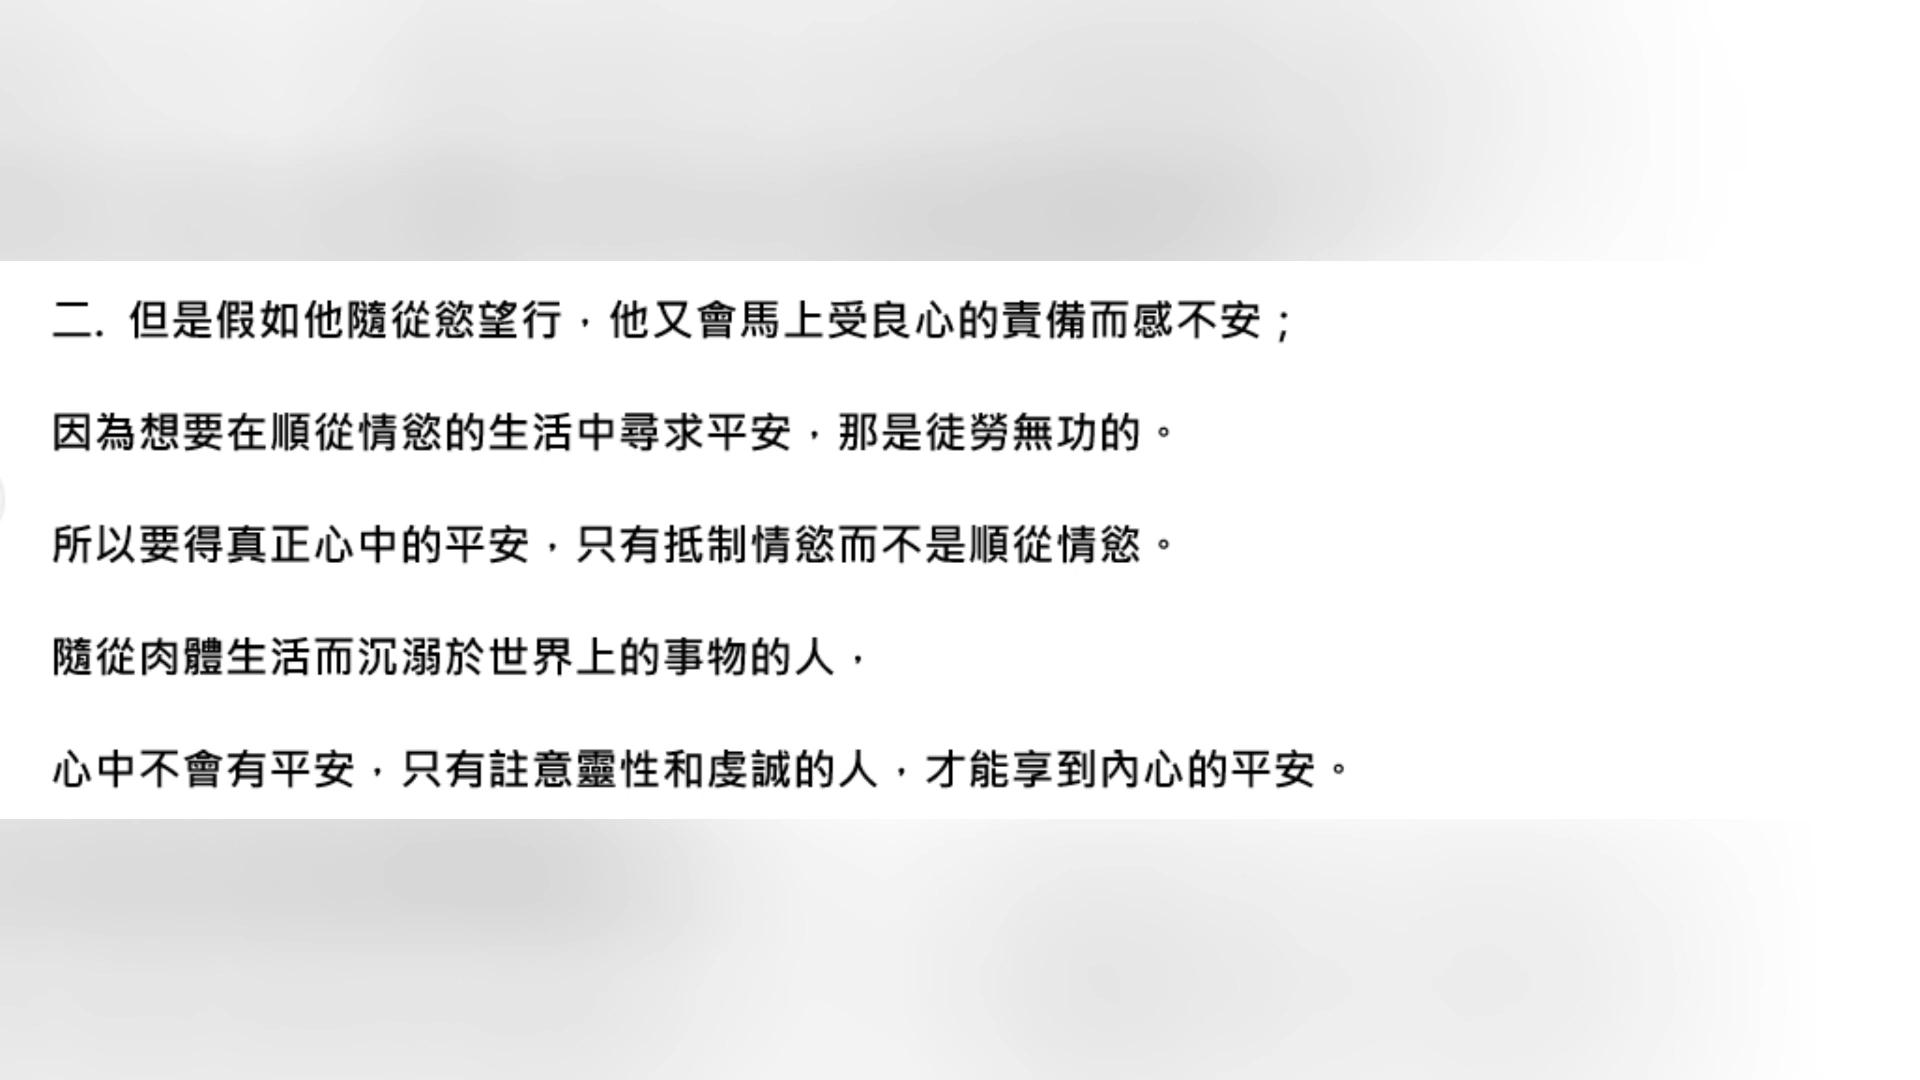 二. 但是假如他隨從慾望行，他又會馬上受良心的責備而感不安；
因為想要在順從情慾的生活中尋求平安，那是徒勞無功的。
所以要得真正心中的平安，只有抵制情慾而不是順從情慾。
隨從肉體生活而沉溺於世界上的事物的人，
心中不會有平安，只有註意靈性和虔誠的人，才能享到內心的平安。